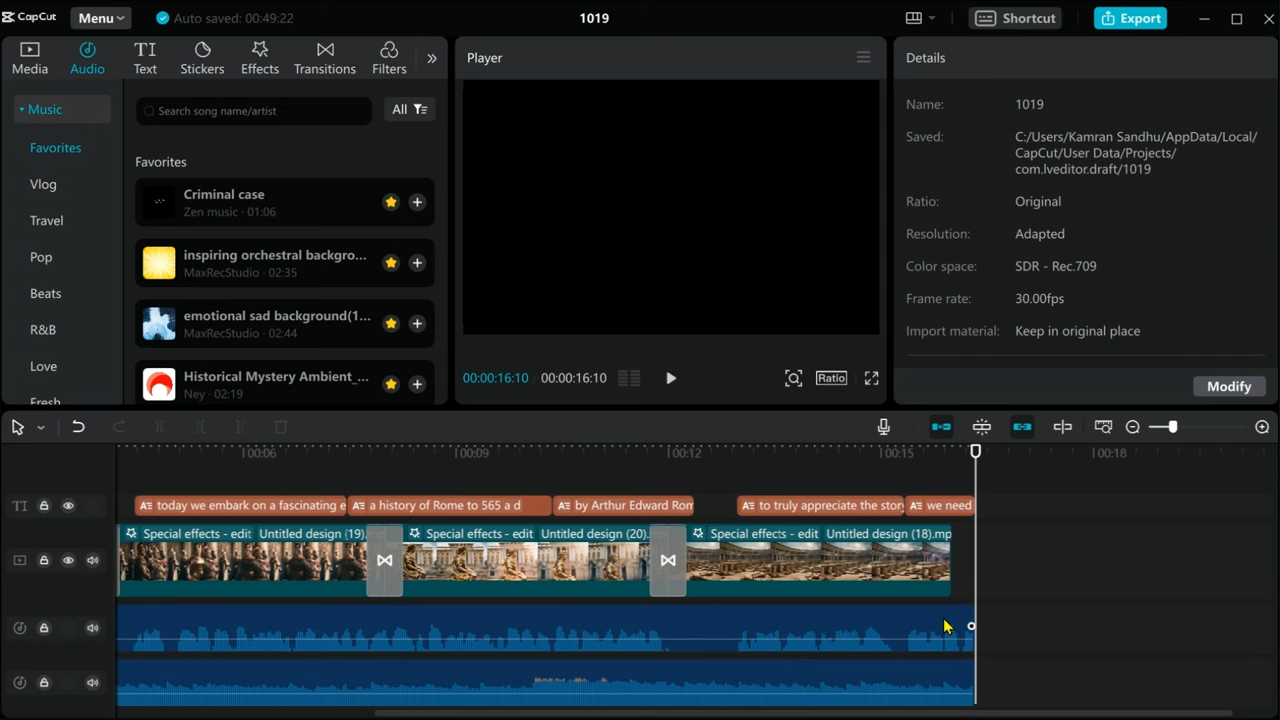 CapCut
Menu
Auto saved: 00:49:22
1019
Shortcut
Export
Media
Audio
Text
Stickers
Effects
Transitions
Filters
Music
Favorites
Vlog
Travel
Pop
Beats
R&B
Love
Fresh
Search song name/artist
All
Favorites
Criminal case
Zen music · 01:06
inspiring orchestral backgro...
MaxRecStudio · 02:35
emotional sad background(1...
MaxRecStudio · 02:44
Historical Mystery Ambient_...
Ney · 02:19
Player
00:00:16:10
00:00:16:10
Ratio
Details
Name: 1019
Saved: C:/Users/Kamran Sandhu/AppData/Local/
CapCut/User Data/Projects/
com.lveditor.draft/1019
Ratio: Original
Resolution: Adapted
Color space: SDR - Rec.709
Frame rate: 30.00fps
Import material: Keep in original place
Modify
00:06
00:09
00:12
00:15
00:18
TI
today we embark on a fascinating e
a history of Rome to 565 a d
by Arthur Edward Rom
to truly appreciate the story
we need
Special effects - edit Untitled design (19).
Special effects - edit Untitled design (20).
Special effects - edit Untitled design (18).mp